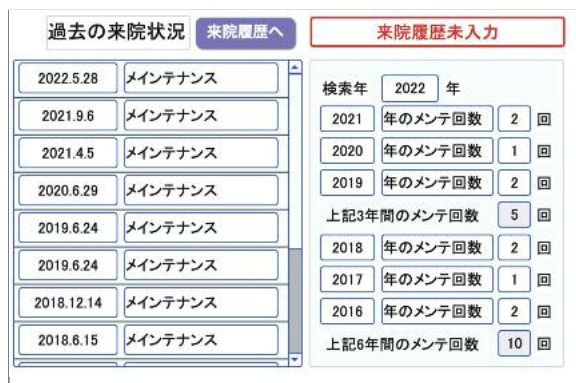 過去の来院状況 来院履歴へ 来院履歴未入力
2022.5.28 メインテナンス
2021.9.6 メインテナンス
2021.4.5 メインテナンス
2020.6.29 メインテナンス
2019.6.24 メインテナンス
2019.6.24 メインテナンス
2018.12.14 メインテナンス
2018.6.15 メインテナンス
検索年 2022 年
2021 年のメンテ回数 2 回
2020 年のメンテ回数 1 回
2019 年のメンテ回数 2 回
上記3年間のメンテ回数 5 回
2018 年のメンテ回数 2 回
2017 年のメンテ回数 1 回
2016 年のメンテ回数 2 回
上記6年間のメンテ回数 10 回